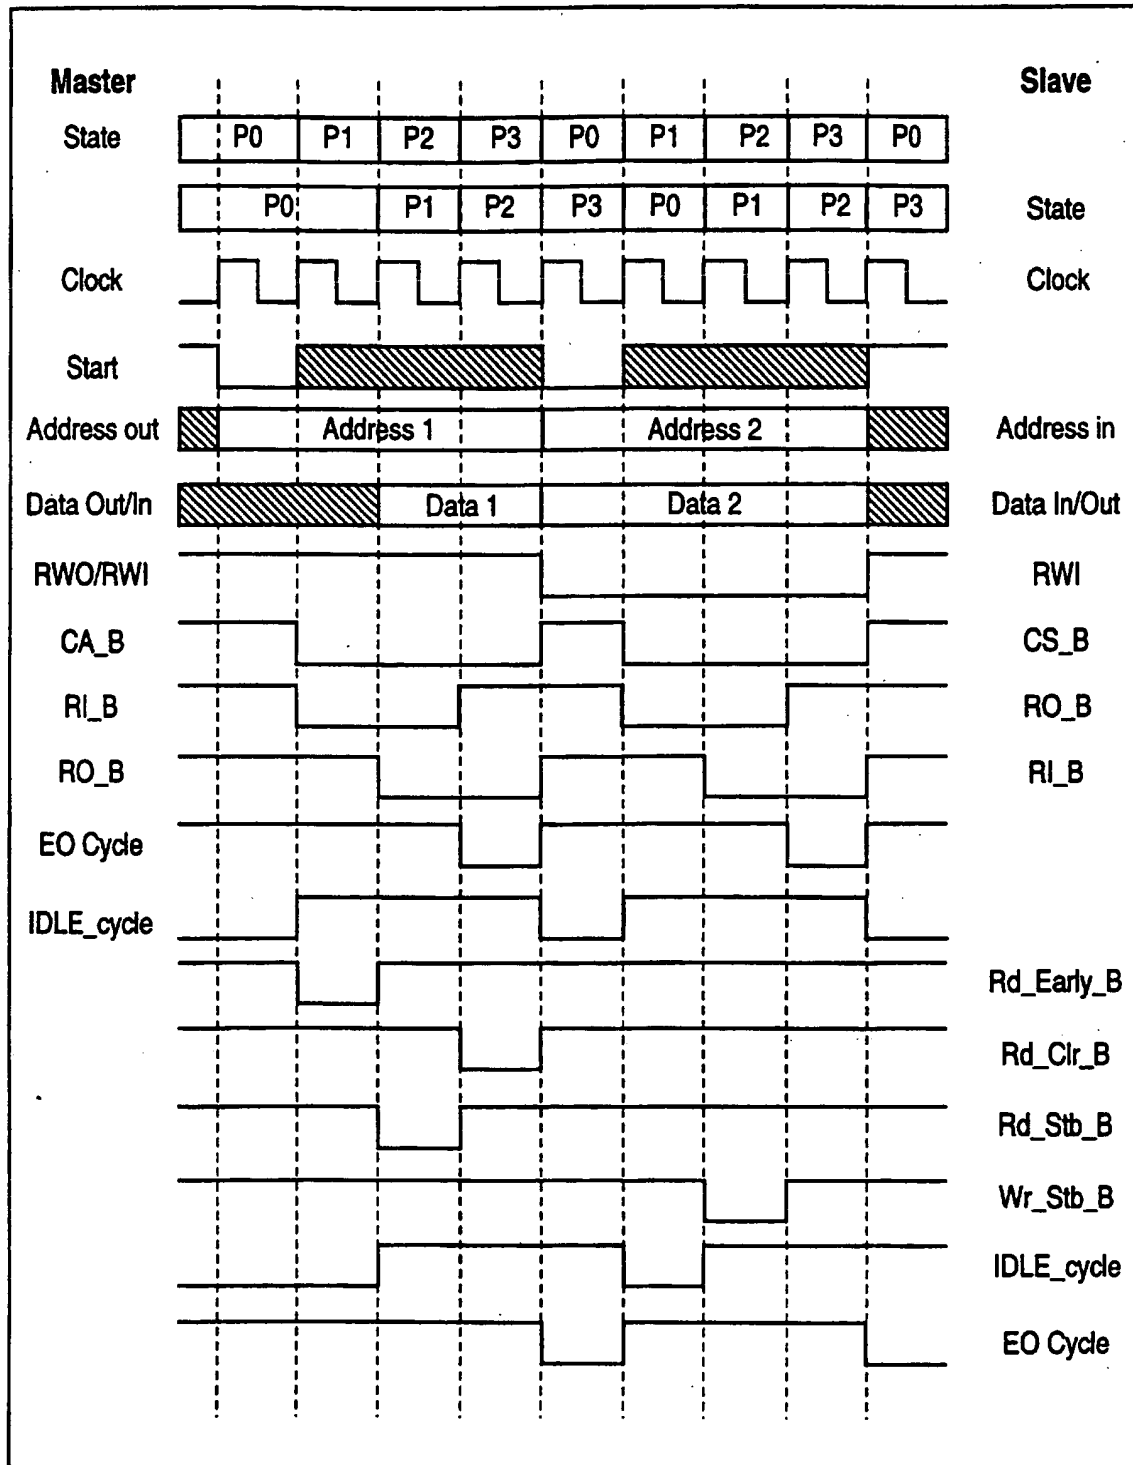 Master Slave
State P0 P1 P2 P3 P0 P1 P2 P3 P0
P0 P1 P2 P3 P0 P1 P2 P3 State
Clock Clock
Start
Address out Address 1 Address 2 Address in
Data Out/In Data 1 Data 2 Data In/Out
RWO/RWI RWI
CA_B CS_B
RI_B RO_B
RO_B RI_B
EO Cycle
IDLE_cycle
Rd_Early_B
Rd_Clr_B
Rd_Stb_B
Wr_Stb_B
IDLE_cycle
EO Cycle